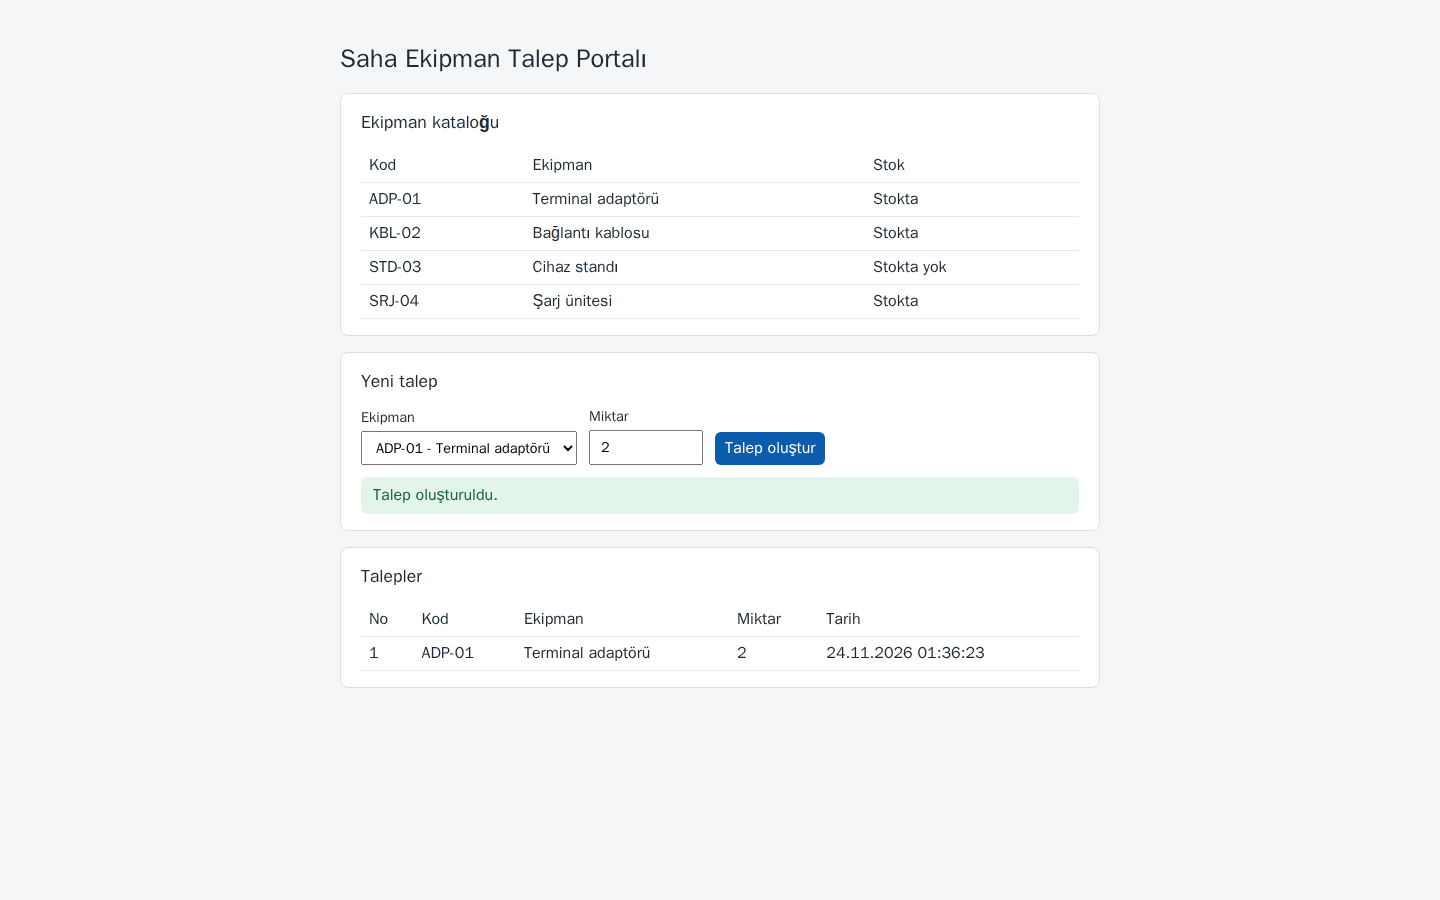 Saha Ekipman Talep Portalı
Ekipman kataloğu
Kod Ekipman Stok
ADP-01 Terminal adaptörü Stokta
KBL-02 Bağlantı kablosu Stokta
STD-03 Cihaz standı Stokta yok
SRJ-04 Şarj ünitesi Stokta
Yeni talep
Ekipman Miktar
ADP-01 - Terminal adaptörü 2 Talep oluştur
Talep oluşturuldu.
Talepler
No Kod Ekipman Miktar Tarih
1 ADP-01 Terminal adaptörü 2 24.11.2026 01:36:23